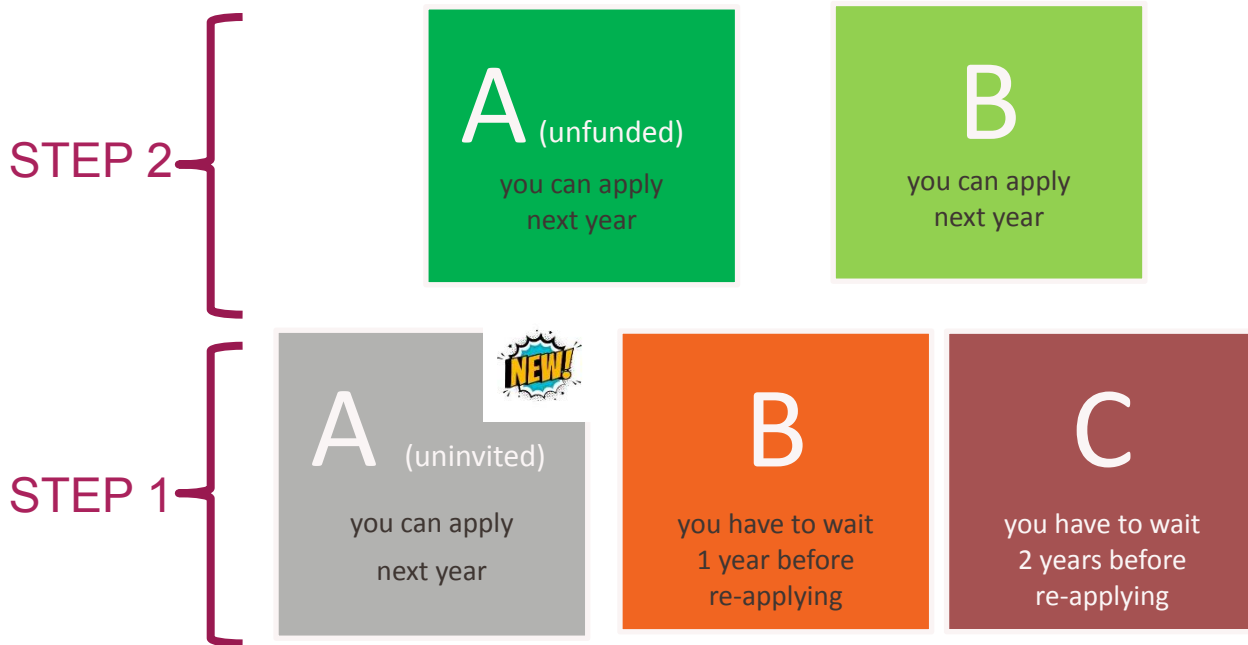 STEP 2
A (unfunded)
you can apply
next year
B
you can apply
next year
STEP 1
NEW!
A (uninvited)
you can apply
next year
B
you have to wait
1 year before
re-applying
C
you have to wait
2 years before
re-applying